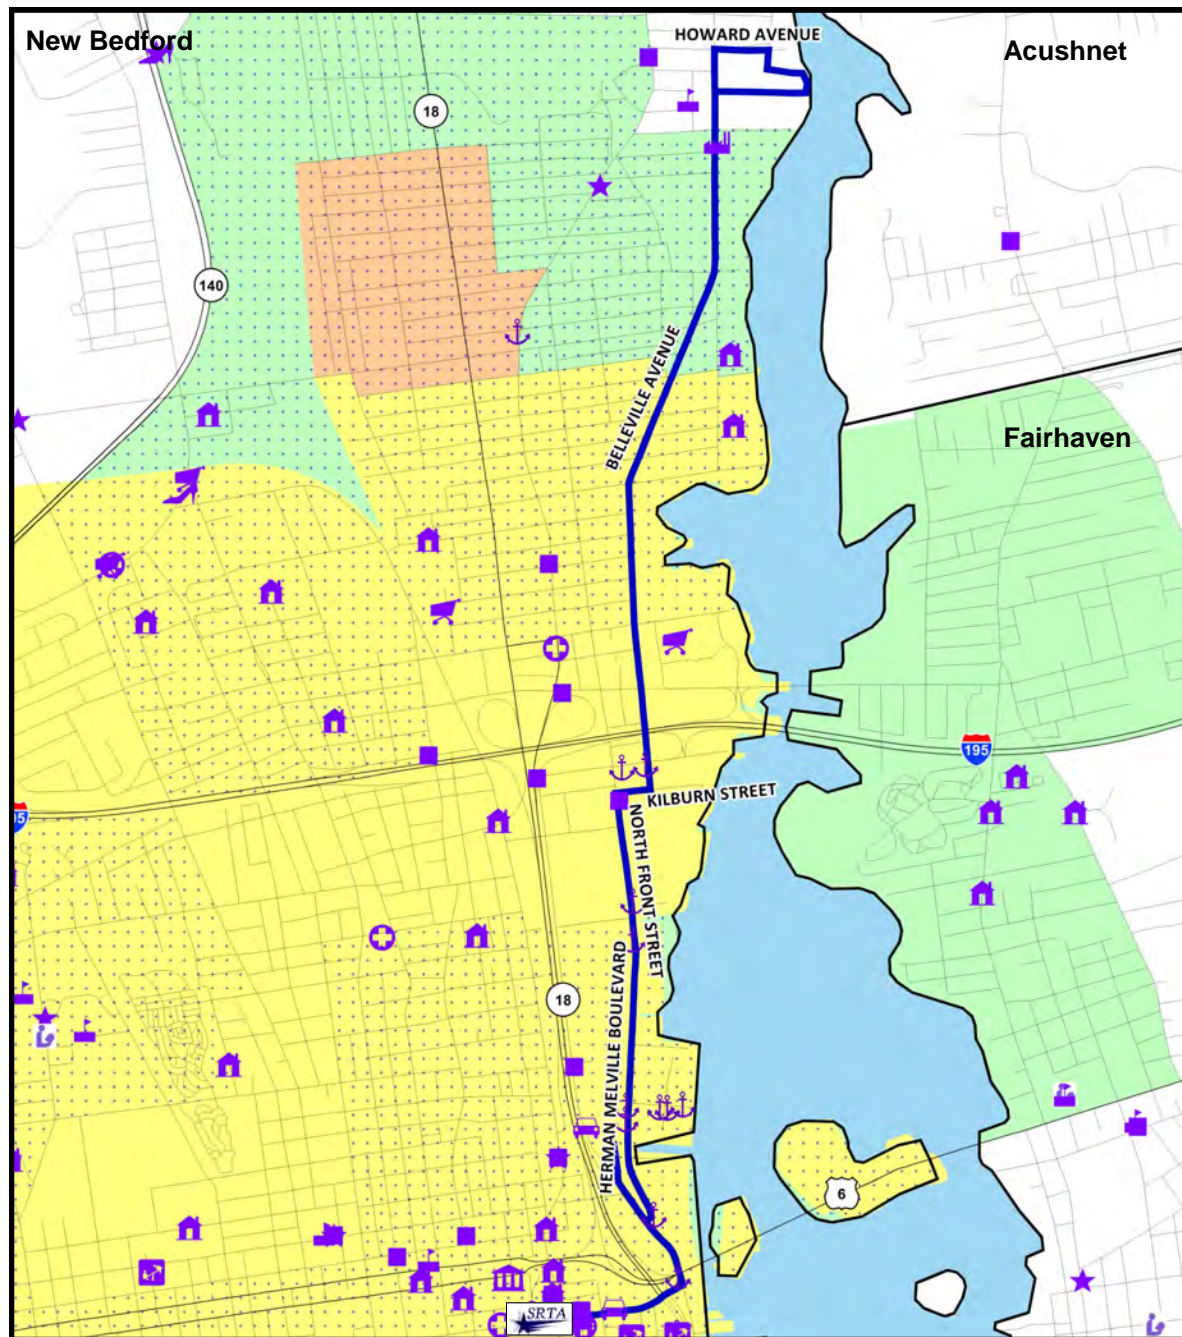 New Bedford
HOWARD AVENUE
Acushnet
18
140
BELLEVILLE AVENUE
Fairhaven
195
KILBURN STREET
NORTH FRONT STREET
HERMAN MELVILLE BOULEVARD
18
6
SRTA